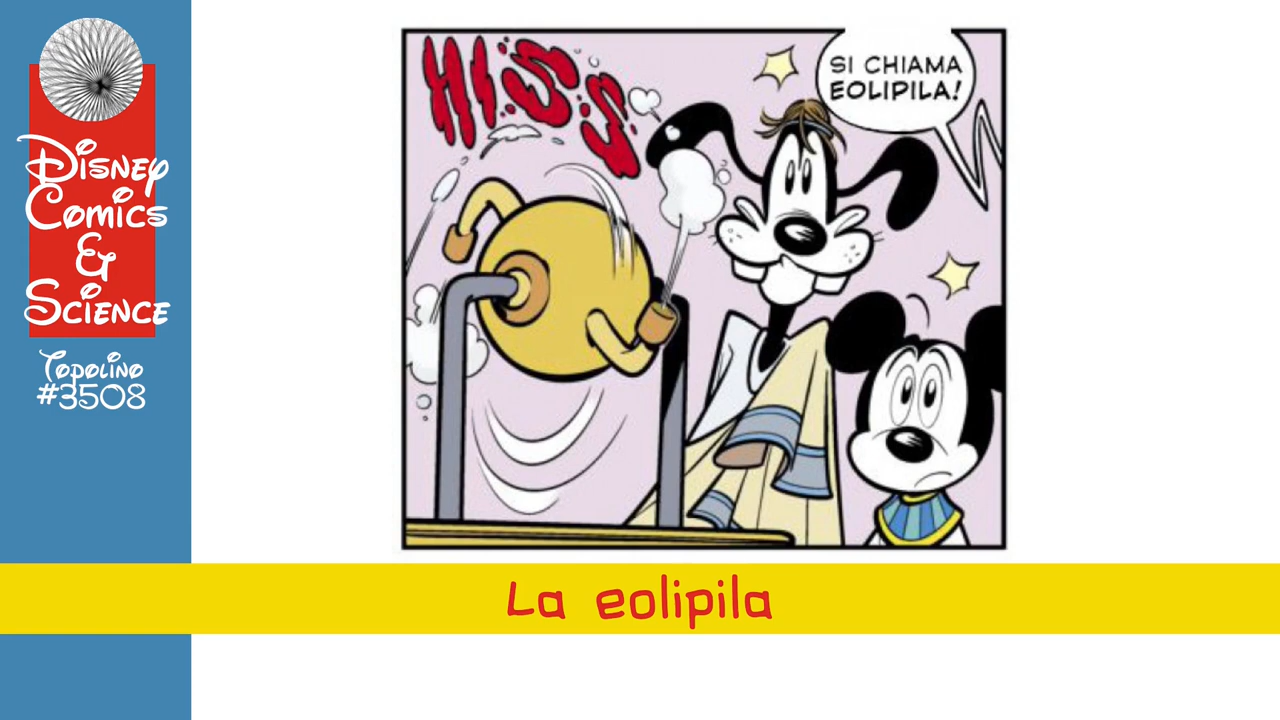 Disney
Comics
&
Science
Topolino
#3508
HISS
SI CHIAMA
EOLIPILA!
La eolipila